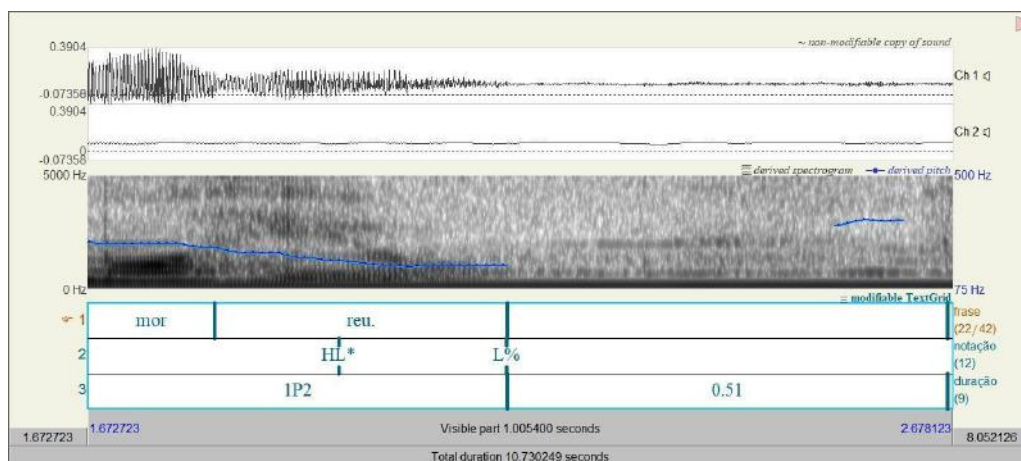 ~ non-modifiable copy of sound
0.3904
-0.07358
Ch 1
0.3904
0
-0.07358
Ch 2
derived spectrogram derived pitch
5000 Hz
500 Hz
0 Hz
75 Hz
modifiable TextGrid
1 mor reu. frase (22/42)
2 HL* L% notação (12)
3 1P2 0.51 duração (9)
1.672723 1.672723 Visible part 1.005400 seconds 2.678123 8.052126
Total duration 10.730249 seconds